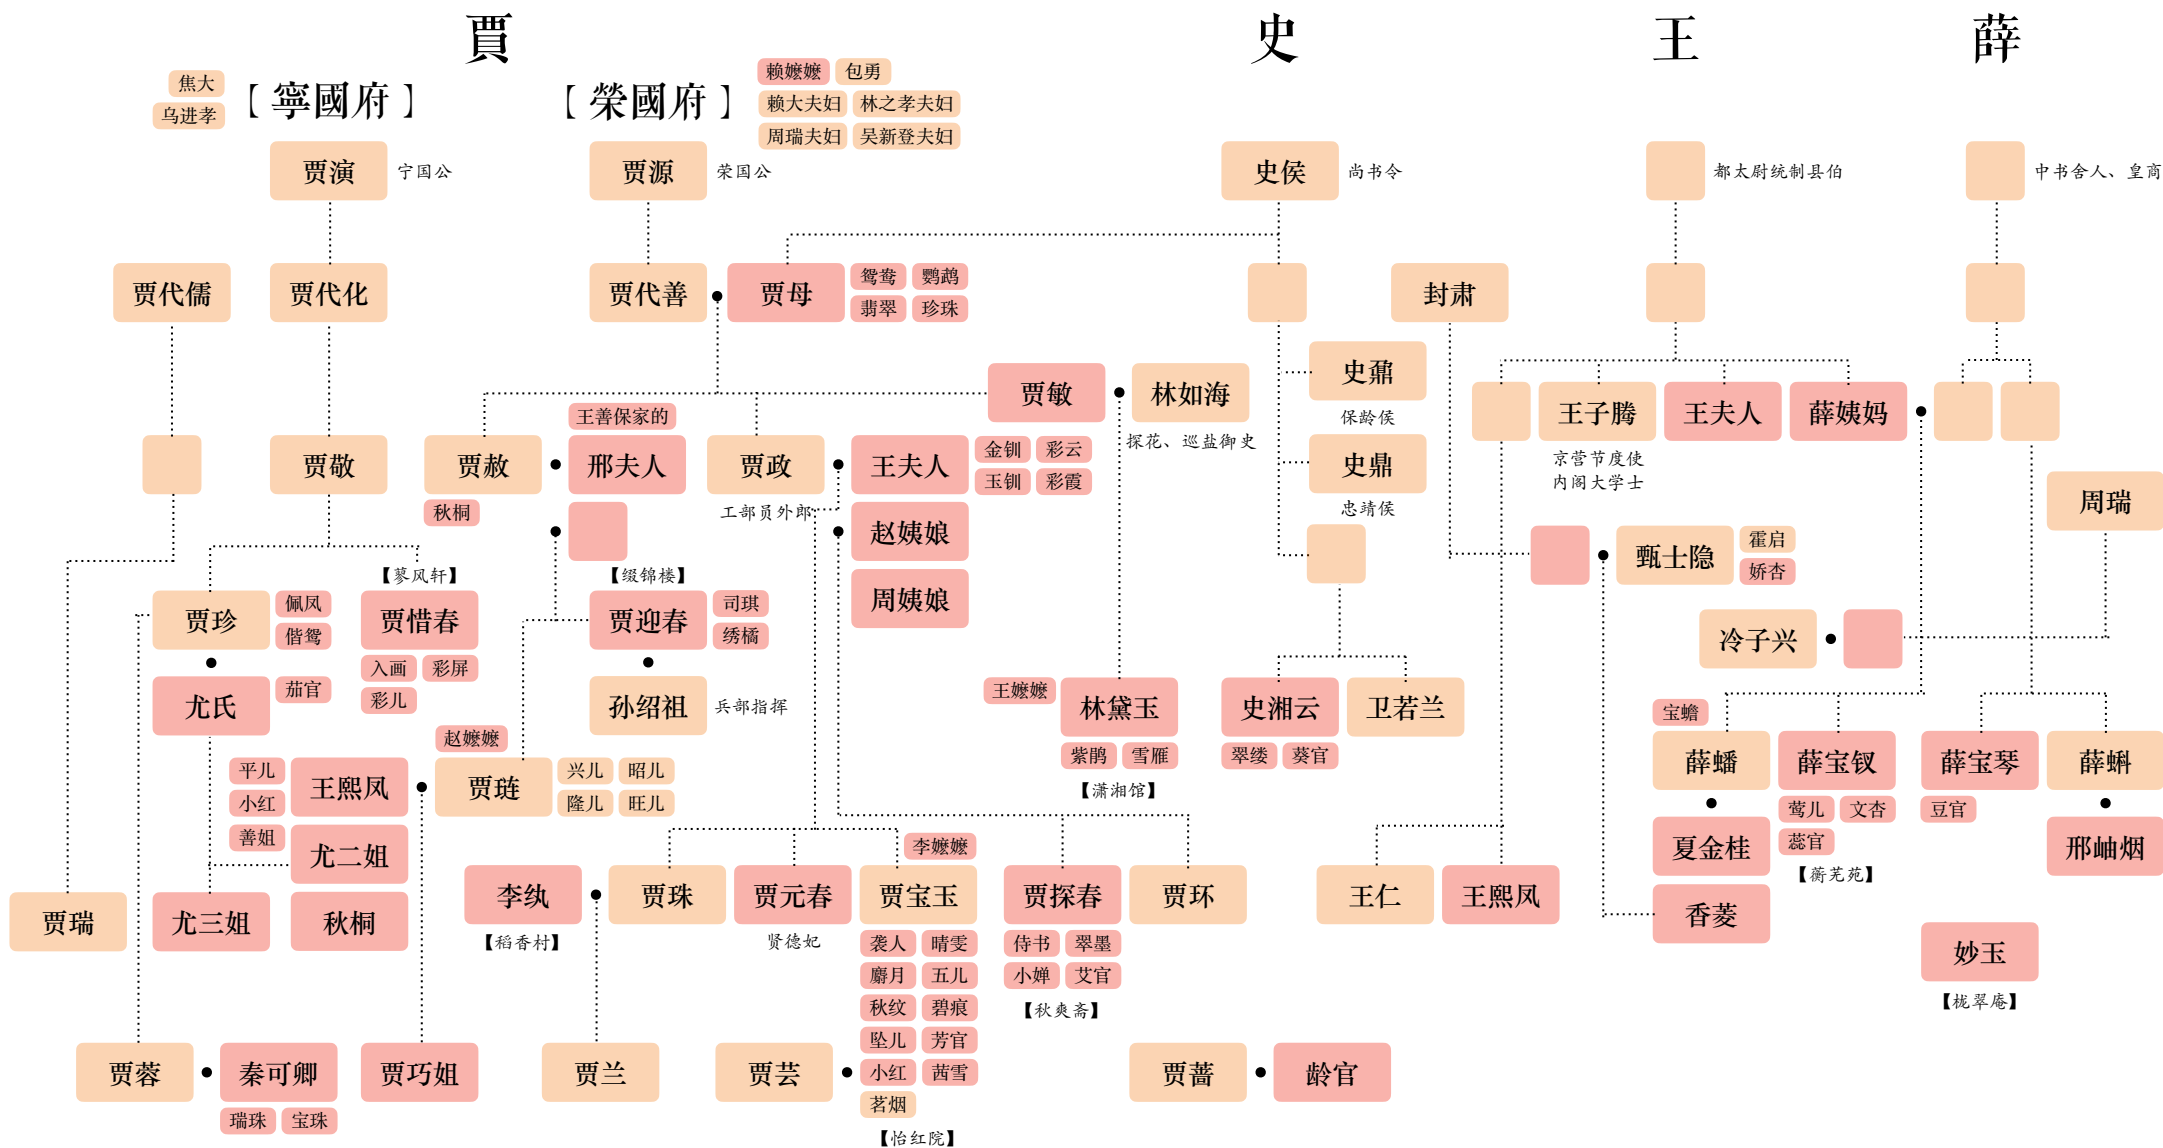 賈 史 王 薛
【寧國府】 【榮國府】
焦大
乌进孝
赖嬷嬷 包勇
赖大夫妇 林之孝夫妇
周瑞夫妇 吴新登夫妇
贾演 宁国公 贾源 荣国公 史侯 尚书令 都太尉统制县伯 中书舍人、皇商
贾代儒 贾代化 贾代善 贾母 封肃
鸳鸯 鹦鹉
翡翠 珍珠
史鼐
保龄侯
贾敏 林如海
探花、巡盐御史
王子腾 王夫人 薛姨妈
京营节度使
内阁大学士
王善保家的
贾敬 贾赦 邢夫人 贾政 王夫人 史鼎
金钏 彩云
玉钏 彩霞
秋桐 工部员外郎 忠靖侯
周瑞
赵姨娘
甄士隐
霍启
娇杏
【蓼风轩】 【缀锦楼】
周姨娘
贾珍 贾惜春 贾迎春
佩凤
偕鸳
司琪
绣橘
冷子兴
入画 彩屏
彩儿
尤氏 茄官 孙绍祖 兵部指挥
王嬷嬷 林黛玉 史湘云 卫若兰
紫鹃 雪雁 翠缕 葵官
【潇湘馆】
宝蟾
薛蟠 薛宝钗 薛宝琴 薛蝌
莺儿 文杏 豆官
蕊官
夏金桂 邢岫烟
【蘅芜苑】
赵嬷嬷
平儿
小红
善姐
王熙凤 贾琏
兴儿 昭儿
隆儿 旺儿
尤二姐
李嬷嬷
李纨 贾珠 贾元春 贾宝玉 贾探春 贾环 王仁 王熙凤 香菱
贾瑞 尤三姐 秋桐
【稻香村】 贤德妃
袭人 晴雯 侍书 翠墨
麝月 五儿 小婵 艾官
秋纹 碧痕 【秋爽斋】
妙玉
【栊翠庵】
坠儿 芳官
小红 茜雪
茗烟
【怡红院】
贾蓉 秦可卿 贾巧姐 贾兰 贾芸 贾蔷 龄官
瑞珠 宝珠